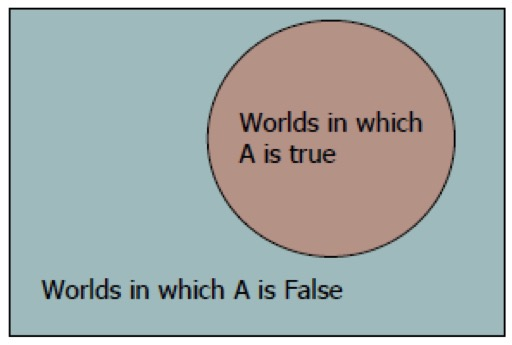 Worlds in which
A is true
Worlds in which A is False